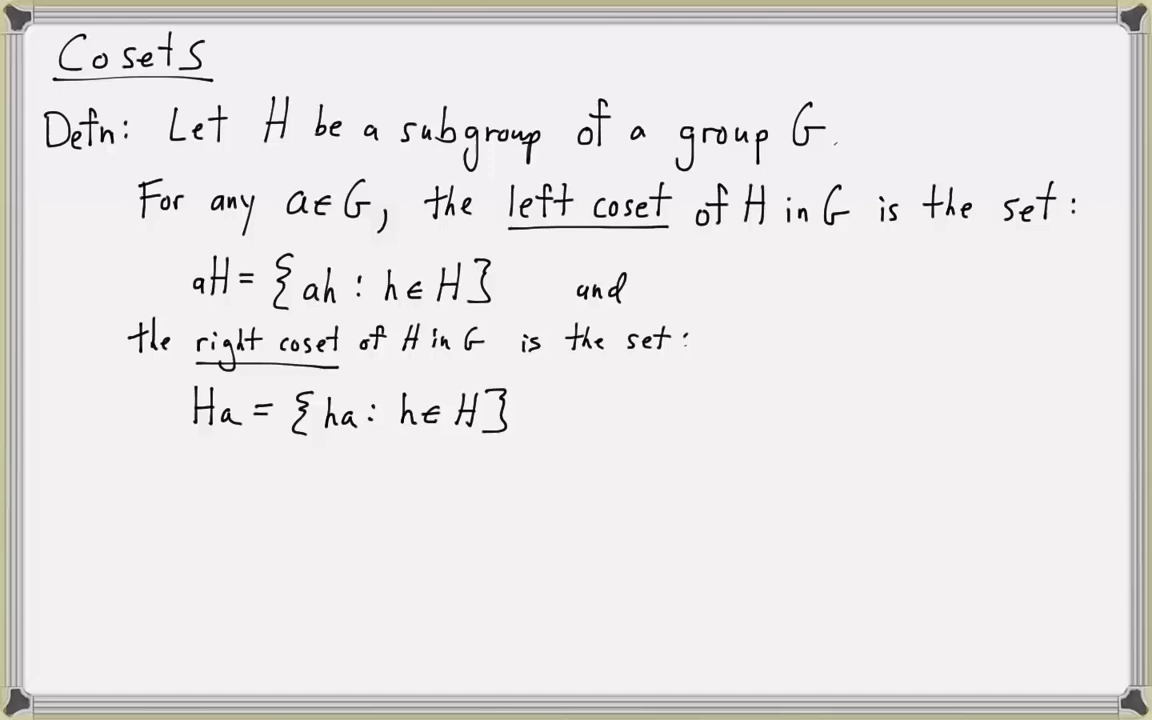 Cosets
Defn: Let H be a subgroup of a group G.
For any a∈G, the left coset of H in G is the set:
aH = {ah : h∈H} and
the right coset of H in G is the set:
Ha = {ha : h∈H}